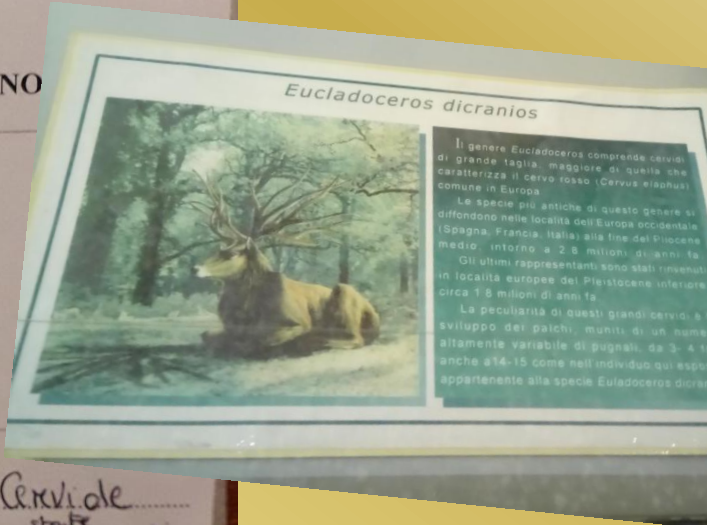 NO
Eucladoceros dicranios
Il genere Eucladoceros comprende cervidi
di grande taglia, maggiore di quella che
caratterizza il cervo rosso (Cervus elaphus)
comune in Europa
Le specie più antiche di questo genere si
diffondono nelle località dell'Europa occidentale
(Spagna, Francia, Italia) alla fine del Pliocene
medio, intorno a 2.8 milioni di anni fa.
Gli ultimi rappresentanti sono stati rinvenuti
in località europee del Pleistocene inferiore
circa 1.8 milioni di anni fa
La peculiarità di questi grandi cervidi è
sviluppo dei palchi, muniti di un nume
altamente variabile di pugnali, da 3- 4
anche a14-15 come nell'individuo qui espo
appartenente alla specie Euladoceros dicran
Cervide